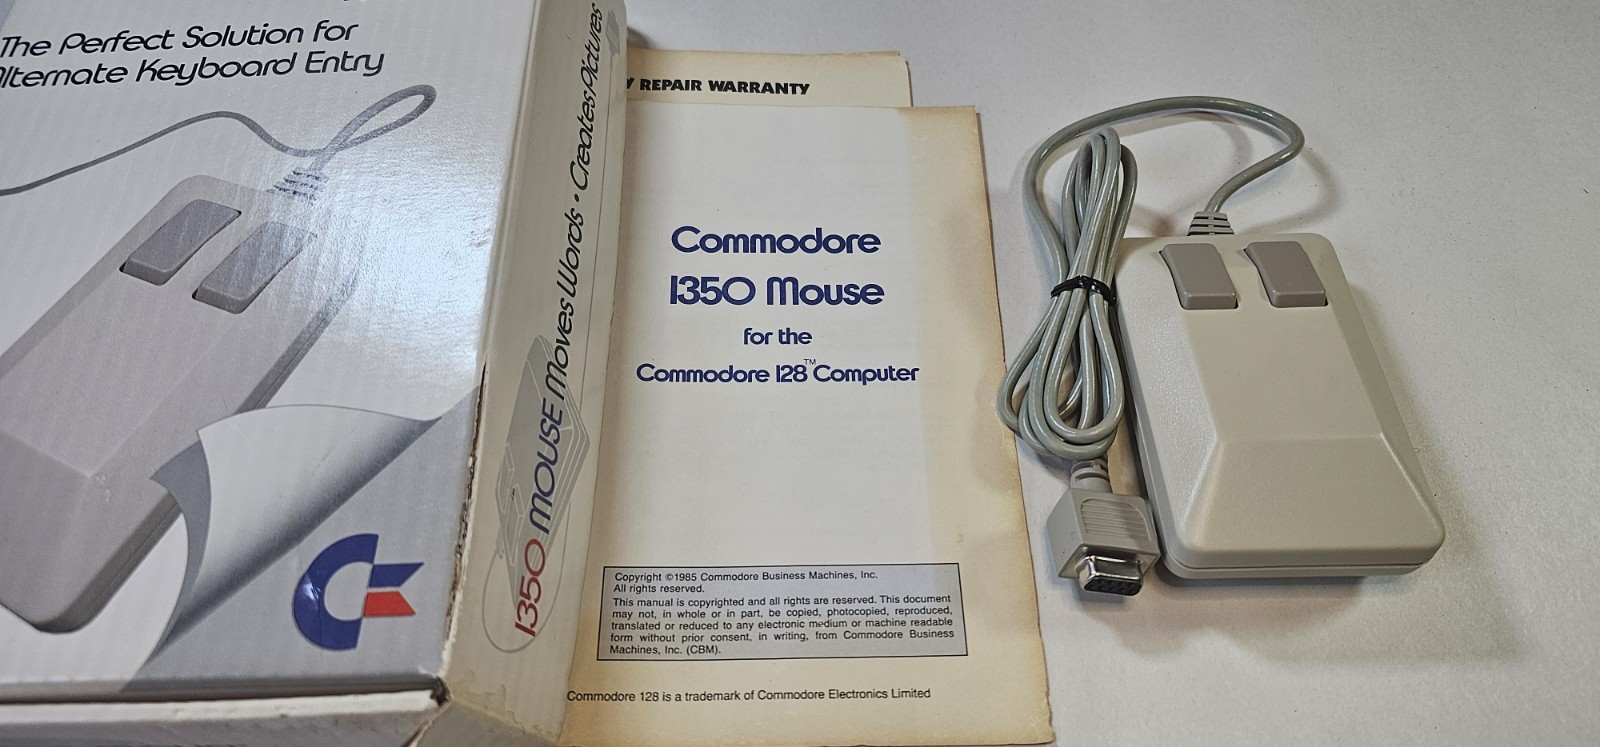 The Perfect Solution for
Alternate Keyboard Entry
1350 MOUSE Moves Words • Creates Pictures
REPAIR WARRANTY
Commodore
1350 Mouse
for the
Commodore 128™ Computer
Copyright ©1985 Commodore Business Machines, Inc.
All rights reserved.
This manual is copyrighted and all rights are reserved. This document
may not, in whole or in part, be copied, photocopied, reproduced,
translated or reduced to any electronic medium or machine readable
form without prior consent, in writing, from Commodore Business
Machines, Inc. (CBM).
Commodore 128 is a trademark of Commodore Electronics Limited